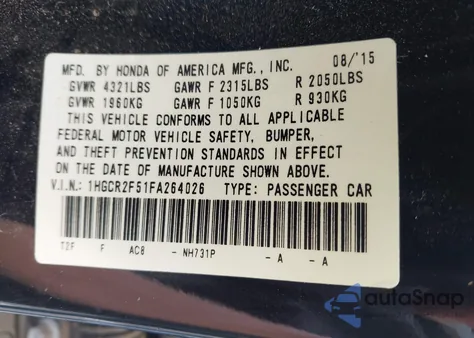 MFD. BY HONDA OF AMERICA MFG., INC. 08/'15
GVWR 4321LBS GAWR F 2315LBS R 2050LBS
GVWR 1960KG GAWR F 1050KG R 930KG
THIS VEHICLE CONFORMS TO ALL APPLICABLE
FEDERAL MOTOR VEHICLE SAFETY, BUMPER,
AND THEFT PREVENTION STANDARDS IN EFFECT
ON THE DATE OF MANUFACTURE SHOWN ABOVE.
V.I.N.: 1HGCR2F51FA264026 TYPE: PASSENGER CAR
T2F F AC8 - NH731P - A - A
autoSnap